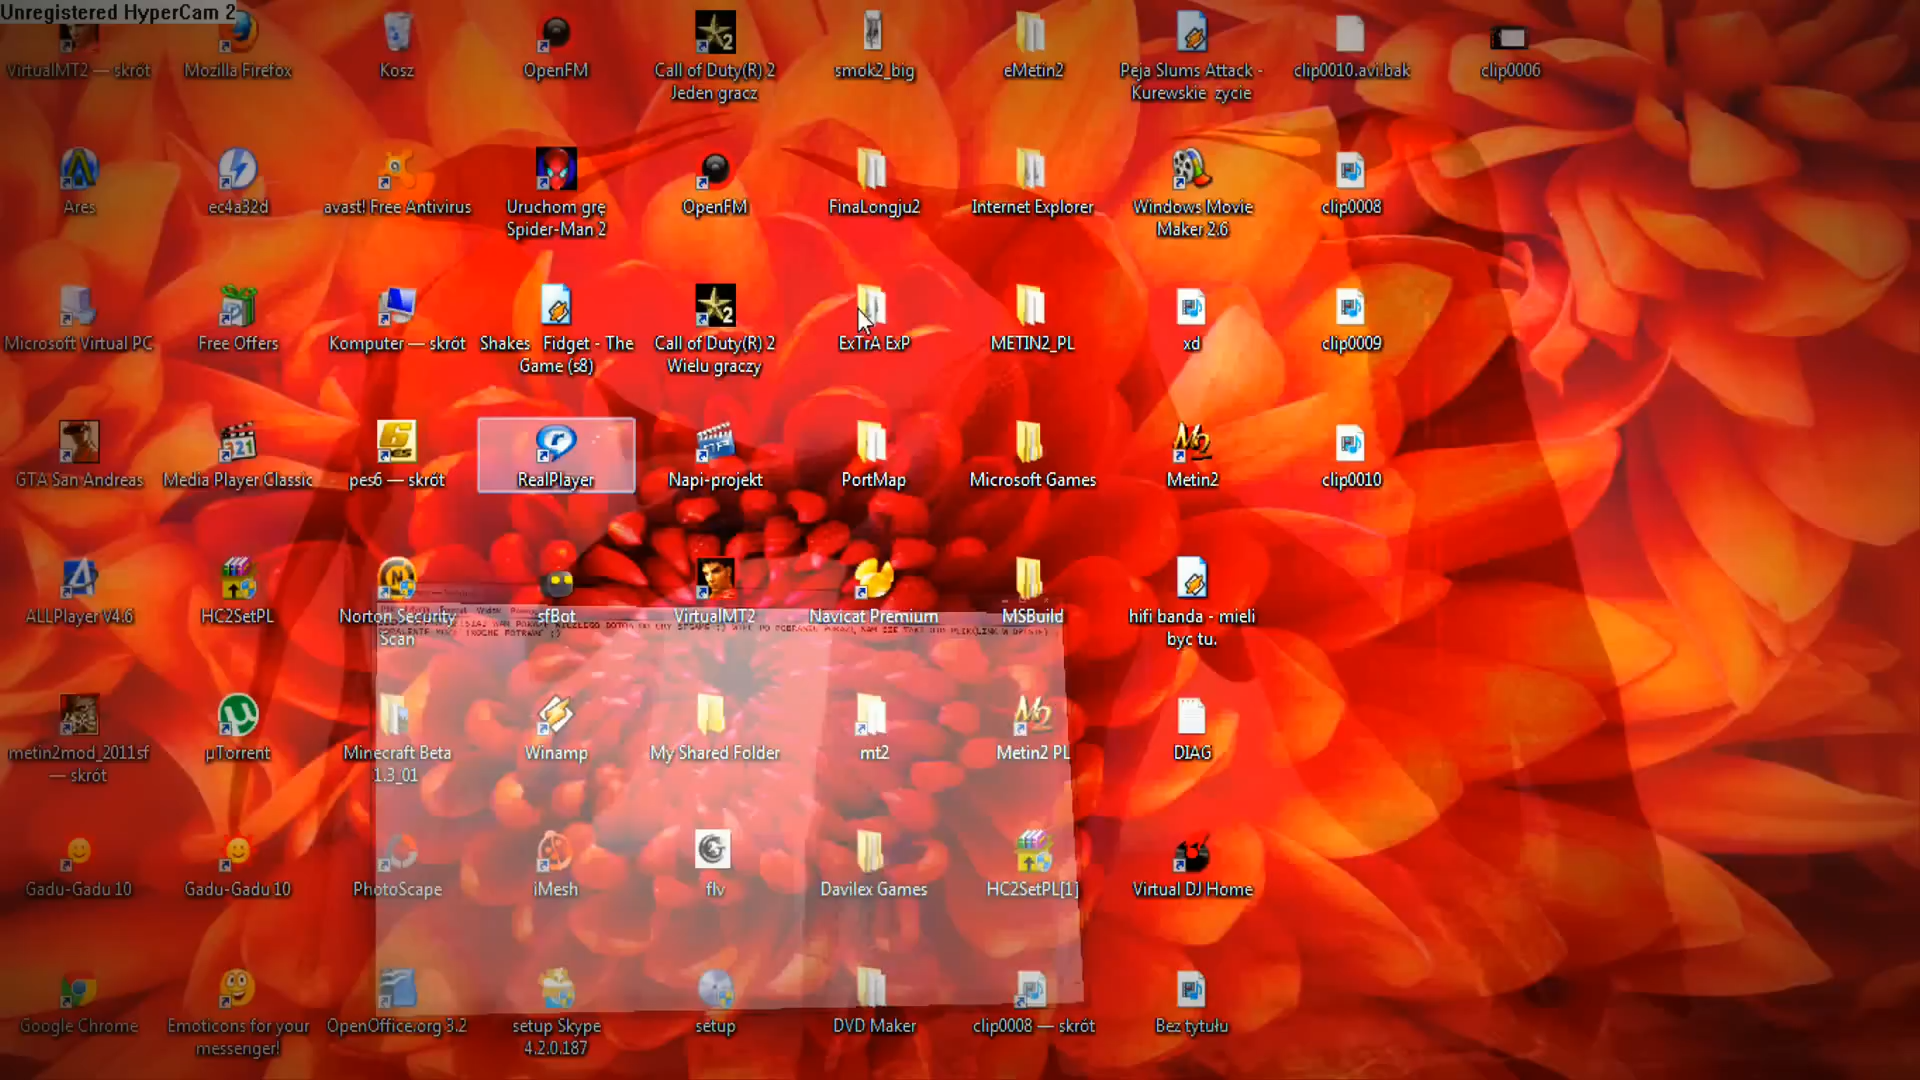 Unregistered HyperCam 2
VirtualMT2 — skrót
Mozilla Firefox
Kosz
OpenFM
Call of Duty(R) 2
Jeden gracz
smok2_big
eMetin2
Peja Slums Attack -
Kurewskie życie
clip0010.avi.bak
clip0006
Ares
ec4a32d
avast! Free Antivirus
Uruchom grę
Spider-Man 2
OpenFM
FinaLongju2
Internet Explorer
Windows Movie
Maker 2.6
clip0008
Microsoft Virtual PC
Free Offers
Komputer — skrót
Shakes Fidget - The
Game (s8)
Call of Duty(R) 2
Wielu graczy
ExTrA ExP
METIN2_PL
xd
clip0009
GTA San Andreas
Media Player Classic
pes6 — skrót
RealPlayer
Napi-projekt
PortMap
Microsoft Games
Metin2
clip0010
ALLPlayer V4.6
HC2SetPL
Norton Security
Scan
sfBot
VirtualMT2
Navicat Premium
MSBuild
hifi banda - mieli
byc tu.
metin2mod_2011sf
— skrót
µTorrent
Minecraft Beta
1.3_01
Winamp
My Shared Folder
mt2
Metin2 PL
DIAG
Gadu-Gadu 10
Gadu-Gadu 10
PhotoScape
iMesh
flv
Davilex Games
HC2SetPL[1]
Virtual DJ Home
Google Chrome
Emoticons for your
messenger!
OpenOffice.org 3.2
setup Skype
4.2.0.187
setup
DVD Maker
clip0008 — skrót
Bez tytułu